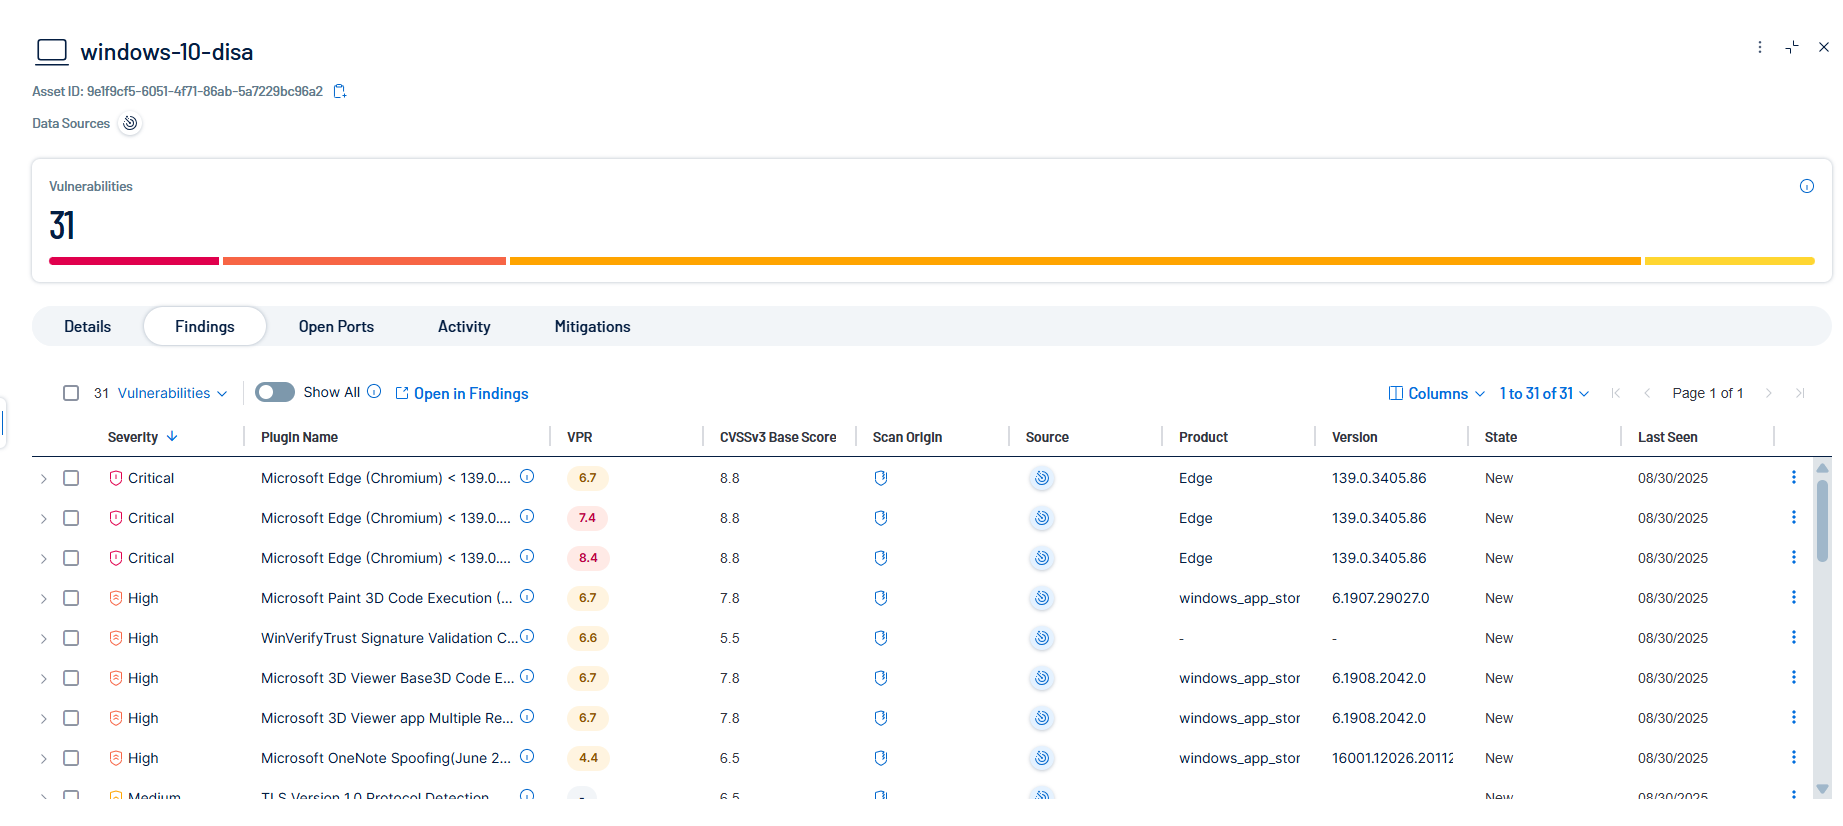 windows-10-disa
Asset ID: 9e1f9cf5-6051-4f71-86ab-5a7229bc96a2
Data Sources
Vulnerabilities
31
Details Findings Open Ports Activity Mitigations
31 Vulnerabilities Show All Open in Findings Columns 1 to 31 of 31 Page 1 of 1
Severity Plugin Name VPR CVSSv3 Base Score Scan Origin Source Product Version State Last Seen
Critical Microsoft Edge (Chromium) < 139.0.... 6.7 8.8 Edge 139.0.3405.86 New 08/30/2025
Critical Microsoft Edge (Chromium) < 139.0.... 7.4 8.8 Edge 139.0.3405.86 New 08/30/2025
Critical Microsoft Edge (Chromium) < 139.0.... 8.4 8.8 Edge 139.0.3405.86 New 08/30/2025
High Microsoft Paint 3D Code Execution (... 6.7 7.8 windows_app_stor 6.1907.29027.0 New 08/30/2025
High WinVerifyTrust Signature Validation C... 6.6 5.5 - - New 08/30/2025
High Microsoft 3D Viewer Base3D Code E... 6.7 7.8 windows_app_stor 6.1908.2042.0 New 08/30/2025
High Microsoft 3D Viewer app Multiple Re... 6.7 7.8 windows_app_stor 6.1908.2042.0 New 08/30/2025
High Microsoft OneNote Spoofing(June 2... 4.4 6.5 windows_app_stor 16001.12026.20112 New 08/30/2025
Medium TLS Version 1.0 Protocol Detection - 6.5 New 08/30/2025